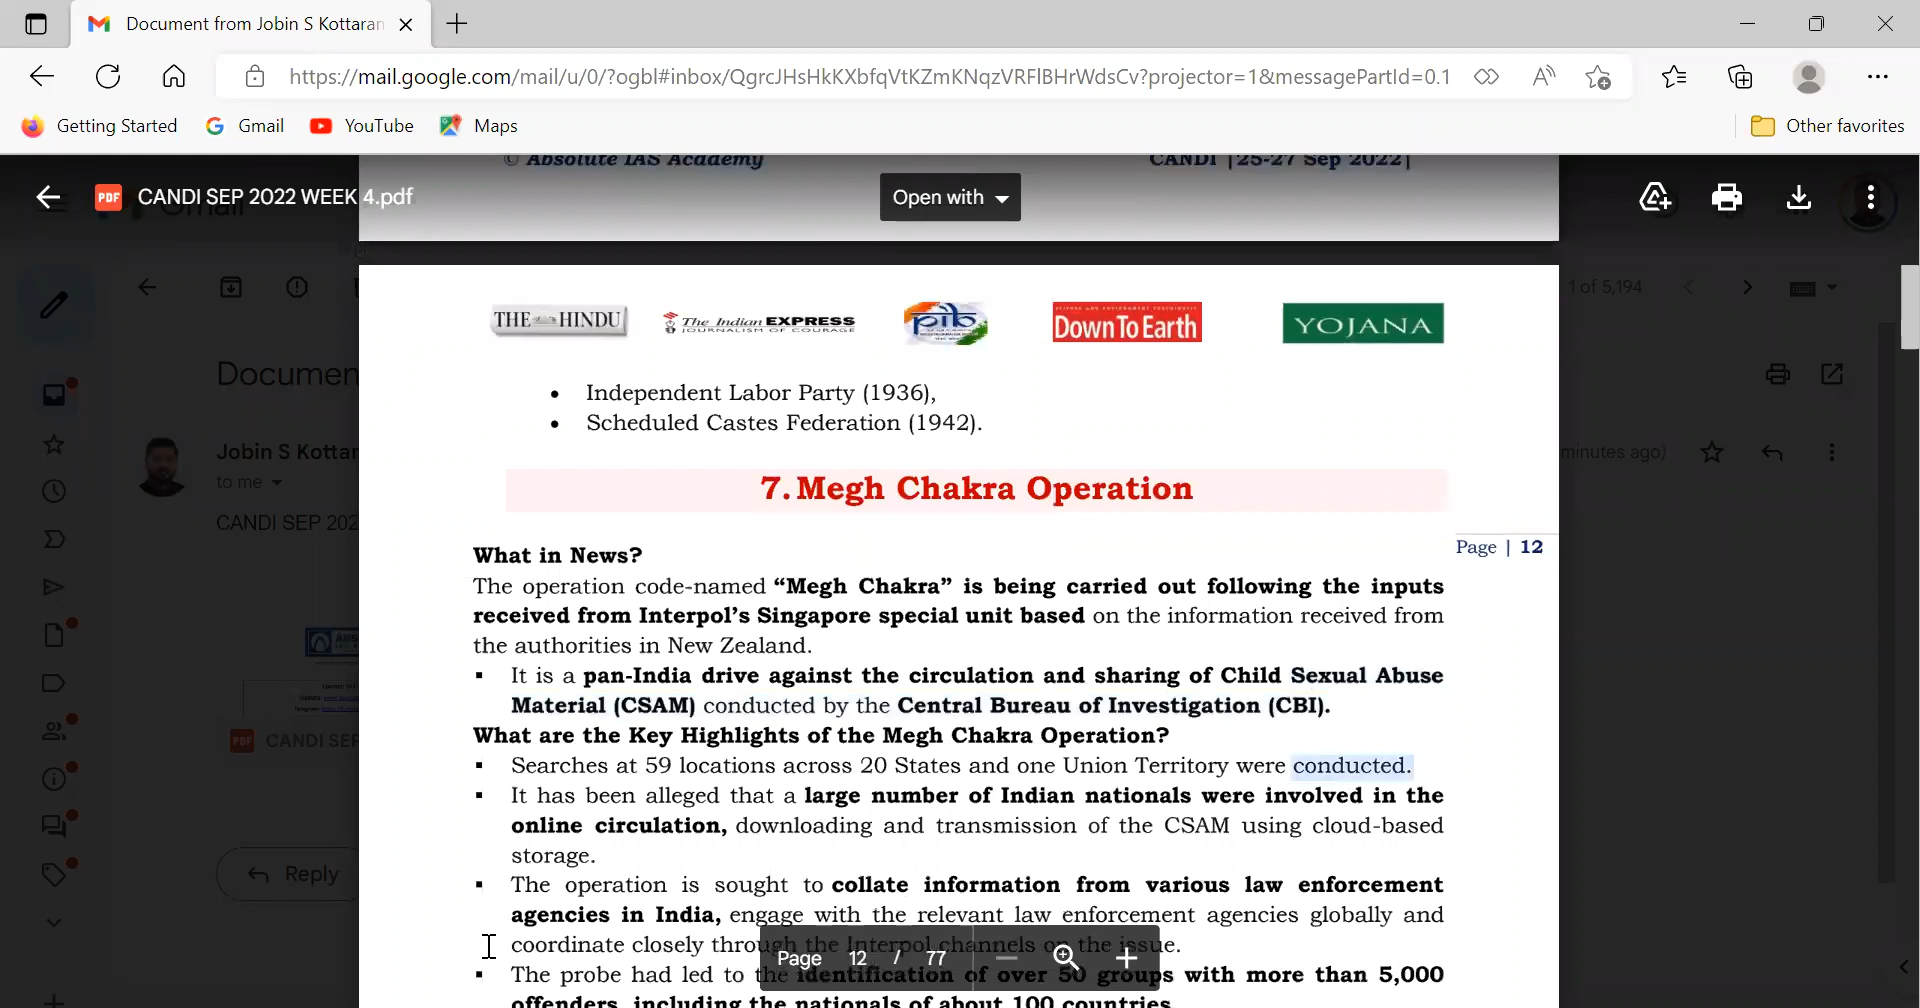 Document from Jobin S Kottaran
https://mail.google.com/mail/u/0/?ogbl#inbox/QgrcJHsHkKXbfqVtKZmKNqzVRFlBHrWdsCv?projector=1&messagePartId=0.1
Getting Started Gmail YouTube Maps Other favorites
© Absolute IAS Academy CANDI |25-27 Sep 2022|
PDF CANDI SEP 2022 WEEK 4.pdf Open with
1 of 5,194
THE HINDU The Indian EXPRESS JOURNALISM OF COURAGE pib Down To Earth YOJANA
Documen
• Independent Labor Party (1936),
• Scheduled Castes Federation (1942).
Jobin S Kottar
minutes ago)
to me
CANDI SEP 202
7. Megh Chakra Operation
Page | 12
What in News?
The operation code-named “Megh Chakra” is being carried out following the inputs
received from Interpol’s Singapore special unit based on the information received from
the authorities in New Zealand.
▪ It is a pan-India drive against the circulation and sharing of Child Sexual Abuse
Material (CSAM) conducted by the Central Bureau of Investigation (CBI).
What are the Key Highlights of the Megh Chakra Operation?
▪ Searches at 59 locations across 20 States and one Union Territory were conducted.
▪ It has been alleged that a large number of Indian nationals were involved in the
online circulation, downloading and transmission of the CSAM using cloud-based
storage.
▪ The operation is sought to collate information from various law enforcement
agencies in India, engage with the relevant law enforcement agencies globally and
coordinate closely through the Interpol channels on the issue.
▪ The probe had led to the identification of over 50 groups with more than 5,000
offenders, including the nationals of about 100 countries.
PDF CANDI SEP
Reply
Page 12 / 77